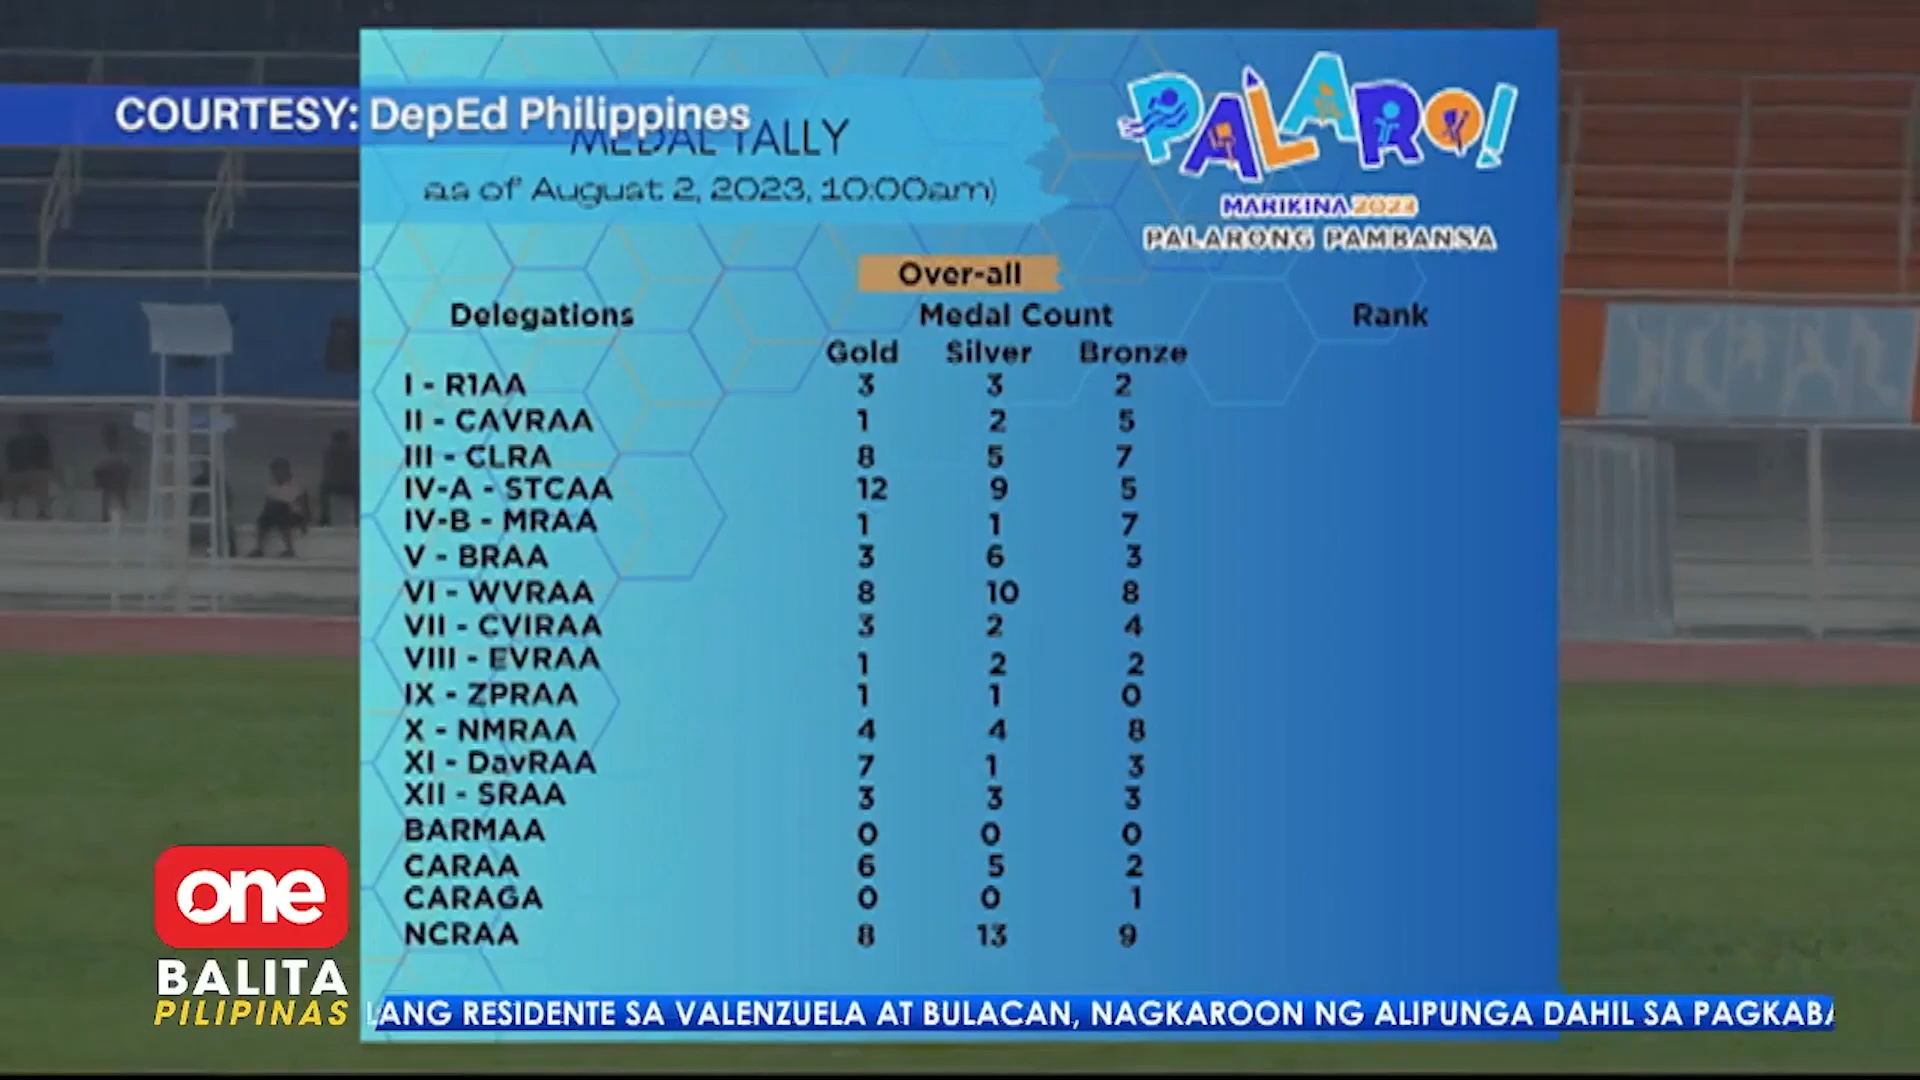 COURTESY: DepEd Philippines
MEDAL TALLY
as of August 2, 2023, 10:00am)
PALARO!
MARIKINA 2023
PALARONG PAMBANSA
Over-all
Delegations Medal Count Rank
Gold Silver Bronze
I - R1AA 3 3 2
II - CAVRAA 1 2 5
III - CLRA 8 5 7
IV-A - STCAA 12 9 5
IV-B - MRAA 1 1 7
V - BRAA 3 6 3
VI - WVRAA 8 10 8
VII - CVIRAA 3 2 4
VIII - EVRAA 1 2 2
IX - ZPRAA 1 1 0
X - NMRAA 4 4 8
XI - DavRAA 7 1 3
XII - SRAA 3 3 3
BARMAA 0 0 0
CARAA 6 5 2
CARAGA 0 0 1
NCRAA 8 13 9
one
BALITA
PILIPINAS
LANG RESIDENTE SA VALENZUELA AT BULACAN, NAGKAROON NG ALIPUNGA DAHIL SA PAGKABA